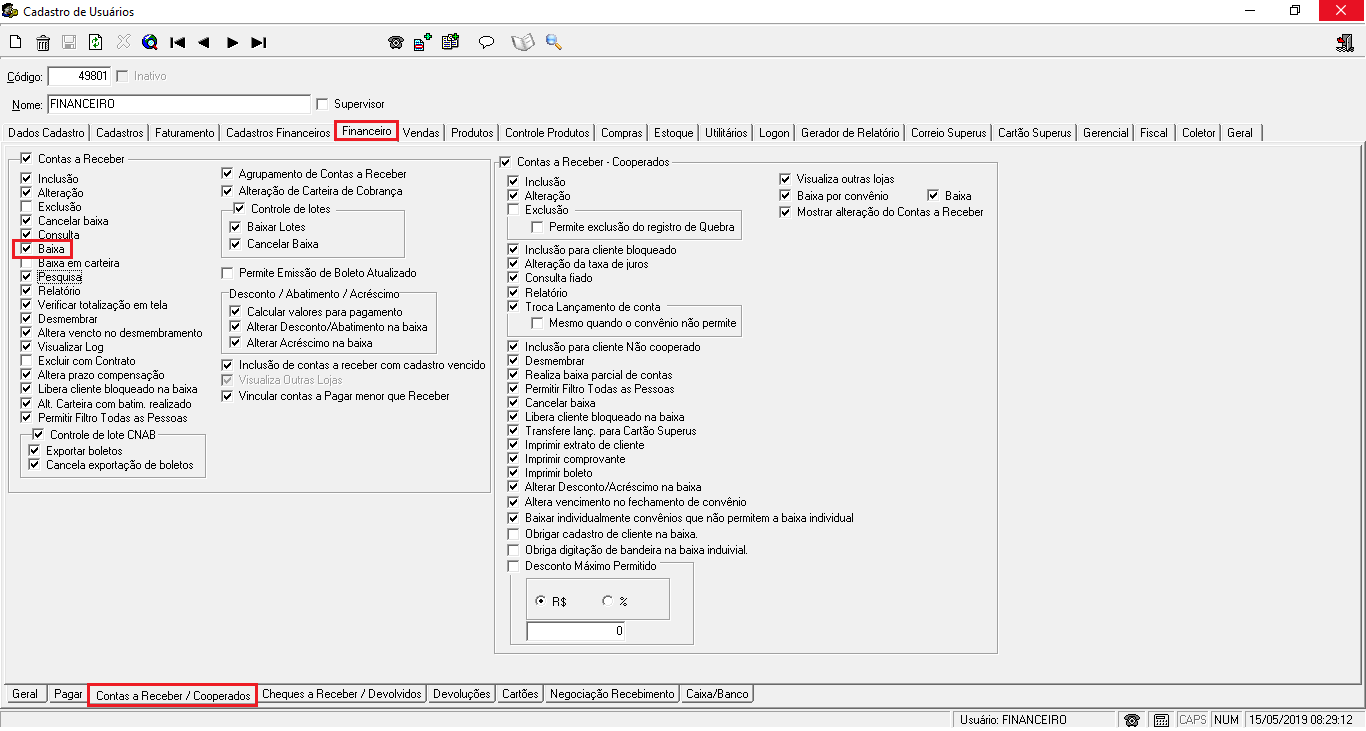 Cadastro de Usuários
Código: 49801 Inativo
Nome: FINANCEIRO Supervisor
Dados Cadastro Cadastros Faturamento Cadastros Financeiros Financeiro Vendas Produtos Controle Produtos Compras Estoque Utilitários Logon Gerador de Relatório Correio Superus Cartão Superus Gerencial Fiscal Coletor Geral
Contas a Receber
Inclusão
Alteração
Exclusão
Cancelar baixa
Consulta
Baixa
Baixa em carteira
Pesquisa
Relatório
Verificar totalização em tela
Desmembrar
Altera vencto no desmembramento
Visualizar Log
Excluir com Contrato
Altera prazo compensação
Libera cliente bloqueado na baixa
Alt. Carteira com batim. realizado
Permitir Filtro Todas as Pessoas
Controle de lote CNAB
Exportar boletos
Cancela exportação de boletos
Agrupamento de Contas a Receber
Alteração de Carteira de Cobrança
Controle de lotes
Baixar Lotes
Cancelar Baixa
Permite Emissão de Boleto Atualizado
Desconto / Abatimento / Acréscimo
Calcular valores para pagamento
Alterar Desconto/Abatimento na baixa
Alterar Acréscimo na baixa
Inclusão de contas a receber com cadastro vencido
Visualiza Outras Lojas
Vincular contas a Pagar menor que Receber
Contas a Receber - Cooperados
Inclusão
Alteração
Exclusão
Permite exclusão do registro de Quebra
Inclusão para cliente bloqueado
Alteração da taxa de juros
Consulta fiado
Relatório
Troca Lançamento de conta
Mesmo quando o convênio não permite
Inclusão para cliente Não cooperado
Desmembrar
Realiza baixa parcial de contas
Permitir Filtro Todas as Pessoas
Cancelar baixa
Libera cliente bloqueado na baixa
Transfere lanç. para Cartão Superus
Imprimir extrato de cliente
Imprimir comprovante
Imprimir boleto
Alterar Desconto/Acréscimo na baixa
Altera vencimento no fechamento de convênio
Baixar individualmente convênios que não permitem a baixa individual
Obrigar cadastro de cliente na baixa.
Obriga digitação de bandeira na baixa induivial.
Desconto Máximo Permitido
R$ %
0
Visualiza outras lojas
Baixa por convênio Baixa
Mostrar alteração do Contas a Receber
Geral Pagar Contas a Receber / Cooperados Cheques a Receber / Devolvidos Devoluções Cartões Negociação Recebimento Caixa/Banco
Usuário: FINANCEIRO CAPS NUM 15/05/2019 08:29:12